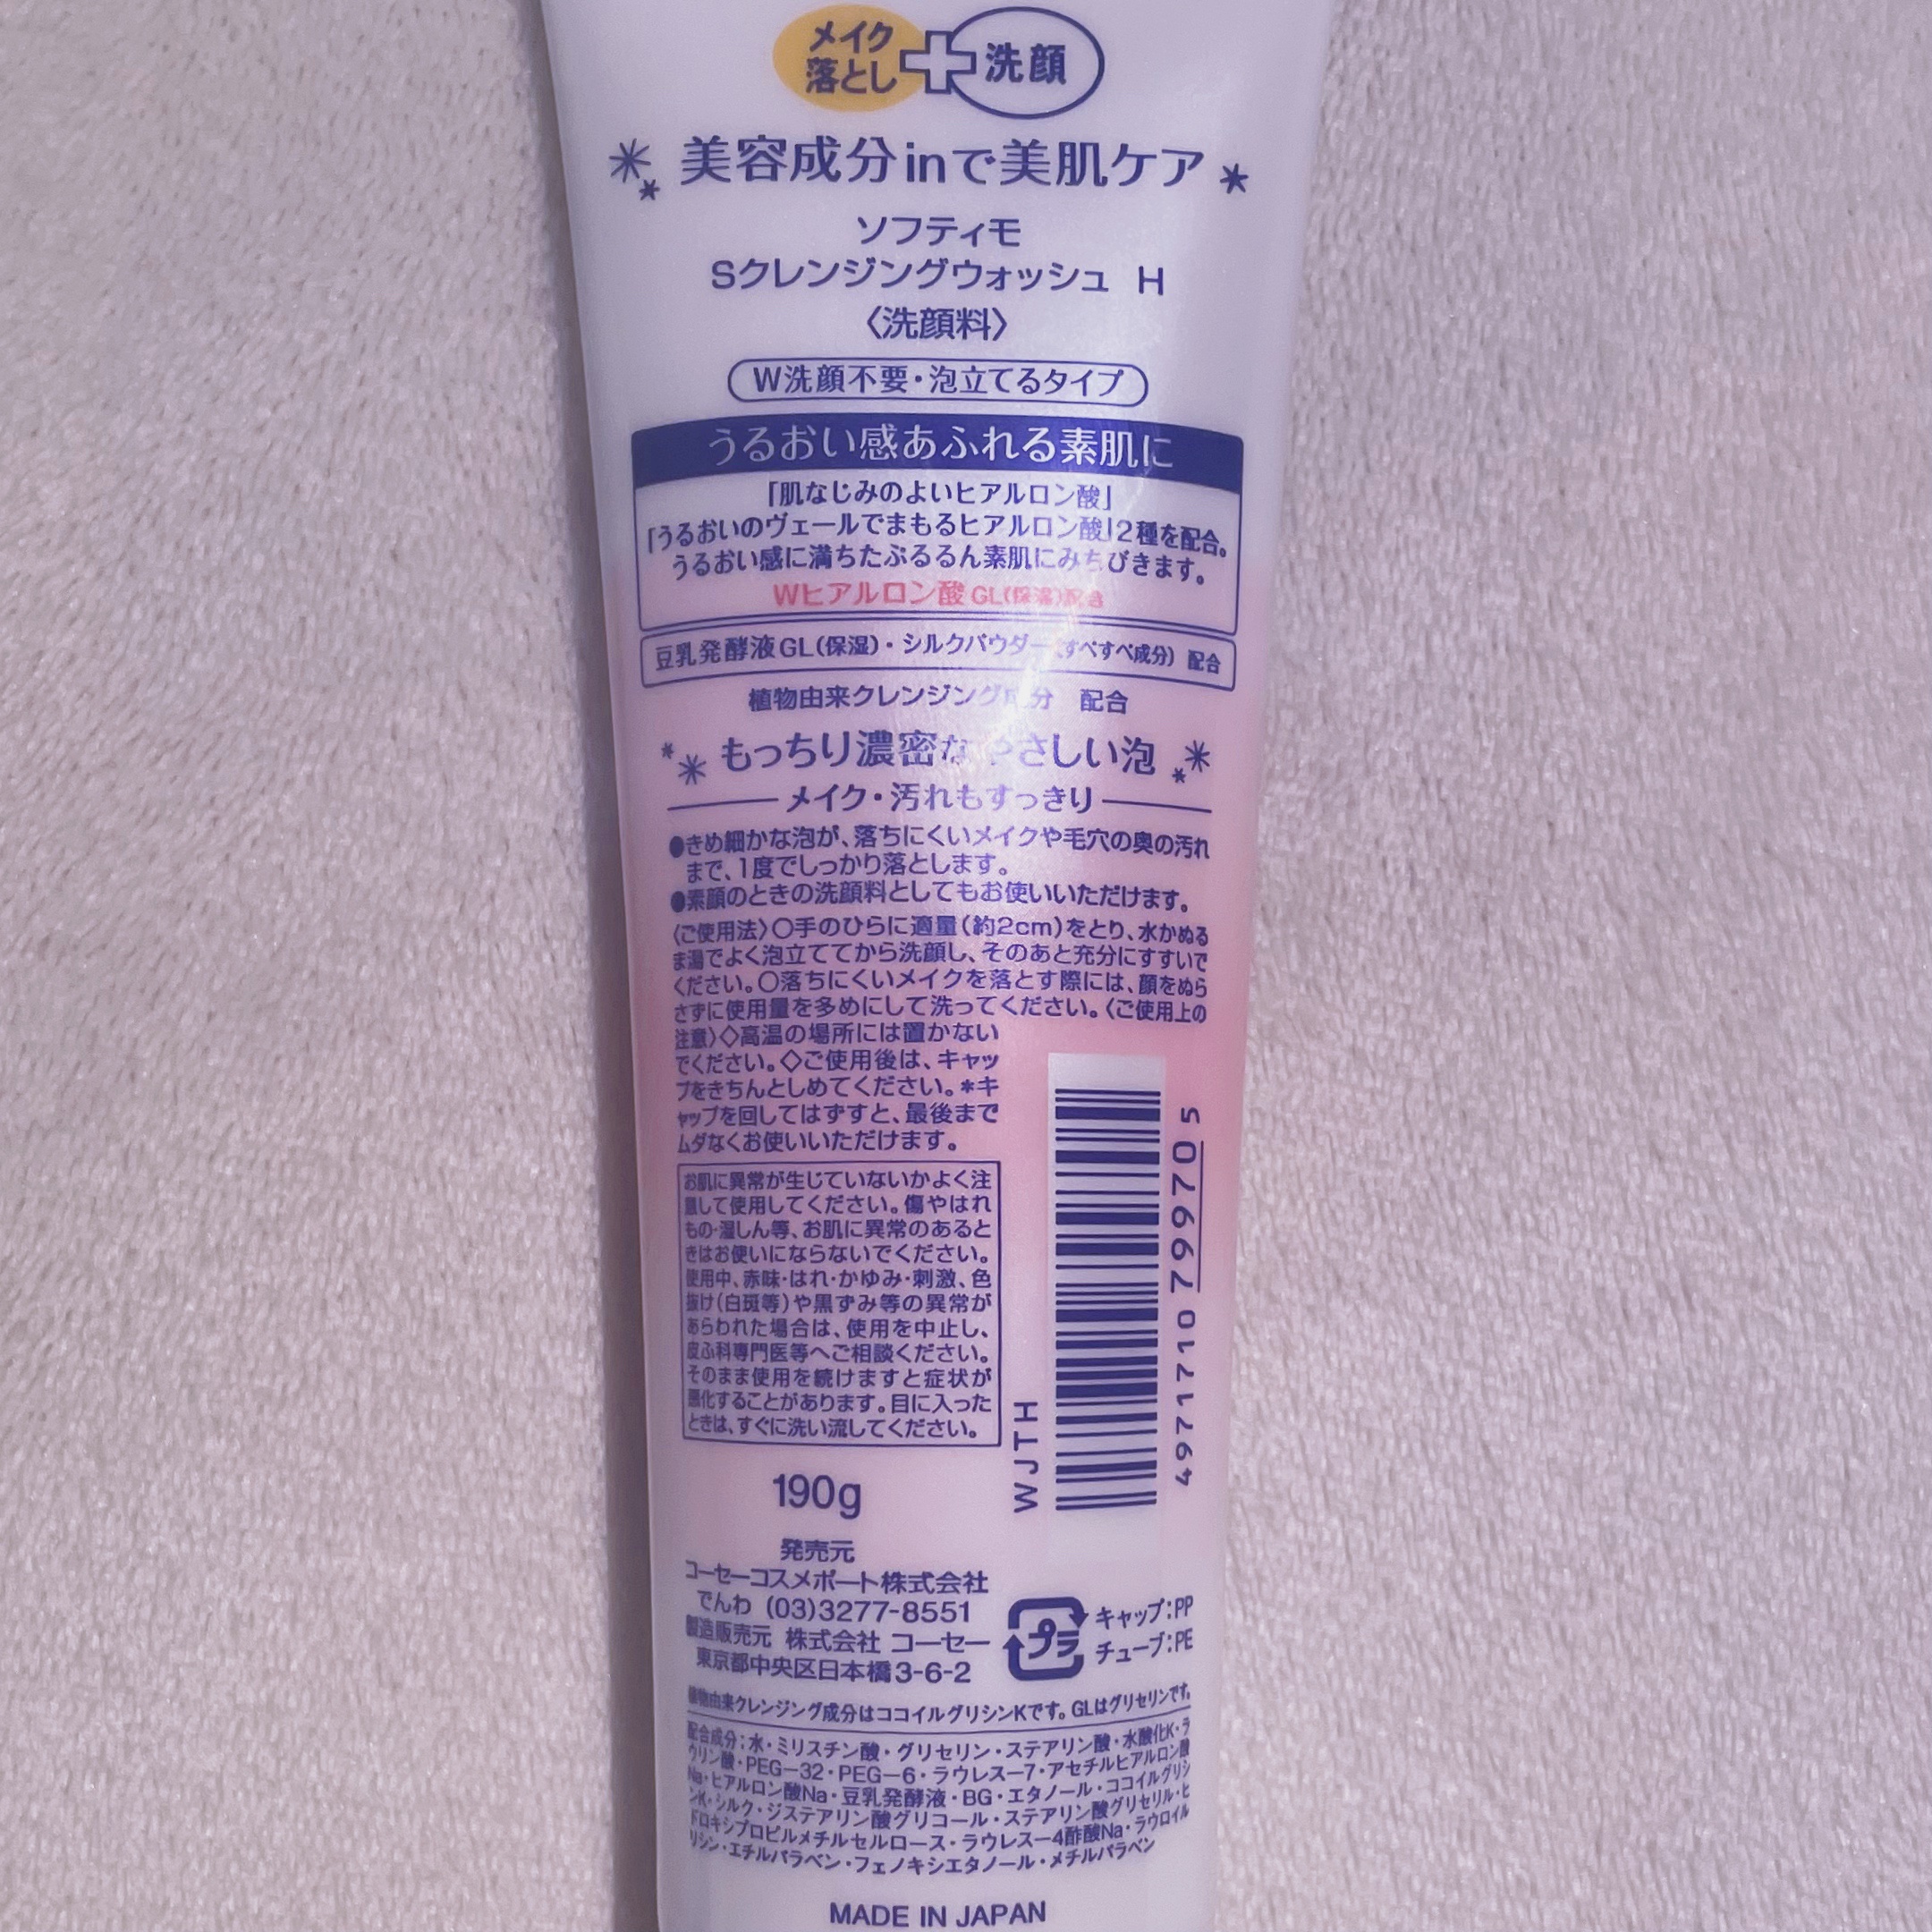 メイク
落とし
＋
洗顔
美容成分inで美肌ケア
ソフティモ
Sクレンジングウォッシュ H
〈洗顔料〉
W洗顔不要・泡立てるタイプ
うるおい感あふれる素肌に
「肌なじみのよいヒアルロン酸」
「うるおいのヴェールでまもるヒアルロン酸」2種を配合。
うるおい感に満ちたぷるるん素肌にみちびきます。
Wヒアルロン酸GL(保湿)配合
豆乳発酵液GL(保湿)・シルクパウダー(すべすべ成分) 配合
植物由来クレンジング成分 配合
もっちり濃密なやさしい泡
メイク・汚れもすっきり
●きめ細かな泡が、落ちにくいメイクや毛穴の奥の汚れ
まで、1度でしっかり落とします。
●素顔のときの洗顔料としてもお使いいただけます。
〈ご使用法〉○手のひらに適量(約2cm)をとり、水かぬる
ま湯でよく泡立ててから洗顔し、そのあと充分にすすいで
ください。○落ちにくいメイクを落とす際には、顔をぬら
さずに使用量を多めにして洗ってください。〈ご使用上の
注意〉◇高温の場所には置かない
でください。◇ご使用後は、キャッ
プをきちんとしめてください。*キ
ャップを回してはずすと、最後まで
ムダなくお使いいただけます。
お肌に異常が生じていないかよく注
意して使用してください。傷やはれ
もの・湿しん等、お肌に異常のあると
きはお使いにならないでください。
使用中、赤味・はれ・かゆみ・刺激、色
抜け(白斑等)や黒ずみ等の異常が
あらわれた場合は、使用を中止し、
皮ふ科専門医等へご相談ください。
そのまま使用を続けますと症状が
悪化することがあります。目に入った
ときは、すぐに洗い流してください。
WJTH
4971710799705
190g
発売元
コーセーコスメポート株式会社
でんわ (03)3277-8551
製造販売元 株式会社 コーセー
東京都中央区日本橋3-6-2
プラ
キャップ:PP
チューブ:PE
植物由来クレンジング成分はココイルグリシンKです。GLはグリセリンです。
配合成分:水・ミリスチン酸・グリセリン・ステアリン酸・水酸化K・ラ
ウリン酸・PEG－32・PEG－6・ラウレス－7・アセチルヒアルロン酸
Na・ヒアルロン酸Na・豆乳発酵液・BG・エタノール・ココイルグリシ
ンK・シルク・ジステアリン酸グリコール・ステアリン酸グリセリル・ヒ
ドロキシプロピルメチルセルロース・ラウレス－4酢酸Na・ラウロイル
リシン・エチルパラベン・フェノキシエタノール・メチルパラベン
MADE IN JAPAN